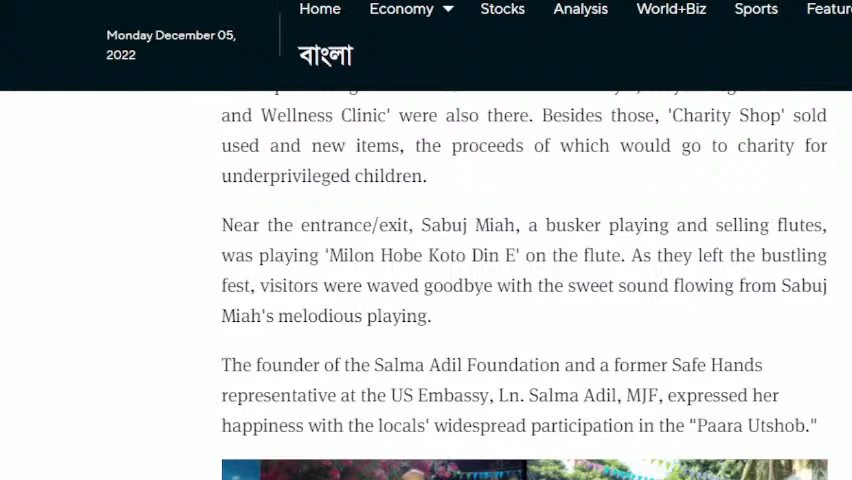 Home Economy Stocks Analysis World+Biz Sports Featur
Monday December 05,
2022
বাংলা
and Wellness Clinic' were also there. Besides those, 'Charity Shop' sold
used and new items, the proceeds of which would go to charity for
underprivileged children.
Near the entrance/exit, Sabuj Miah, a busker playing and selling flutes,
was playing 'Milon Hobe Koto Din E' on the flute. As they left the bustling
fest, visitors were waved goodbye with the sweet sound flowing from Sabuj
Miah's melodious playing.
The founder of the Salma Adil Foundation and a former Safe Hands
representative at the US Embassy, Ln. Salma Adil, MJF, expressed her
happiness with the locals' widespread participation in the "Paara Utshob."